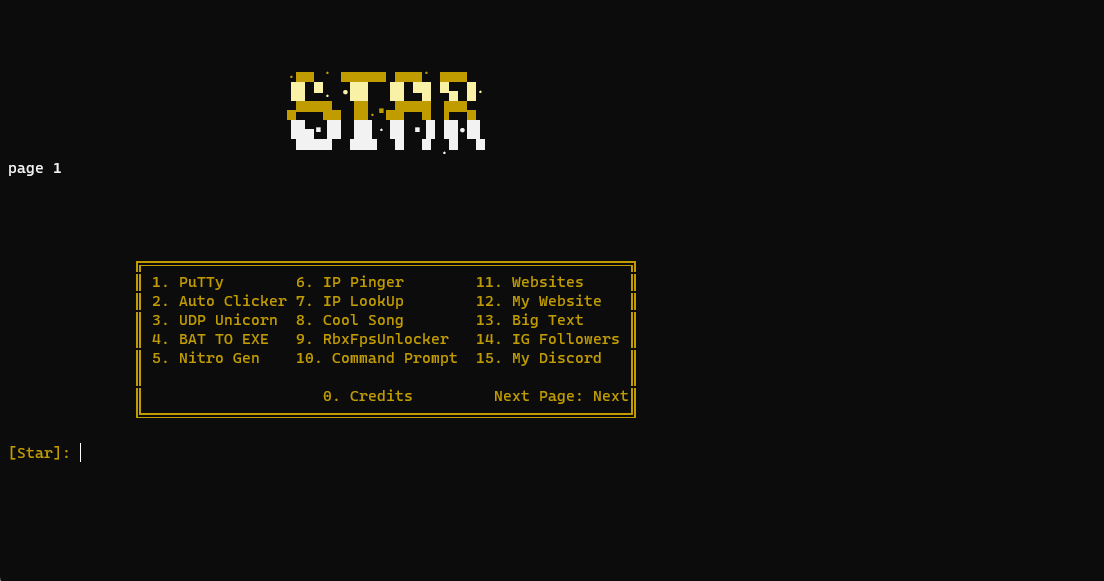 STAR
page 1
1. PuTTy 6. IP Pinger 11. Websites
2. Auto Clicker 7. IP LookUp 12. My Website
3. UDP Unicorn 8. Cool Song 13. Big Text
4. BAT TO EXE 9. RbxFpsUnlocker 14. IG Followers
5. Nitro Gen 10. Command Prompt 15. My Discord
0. Credits Next Page: Next
[Star]: